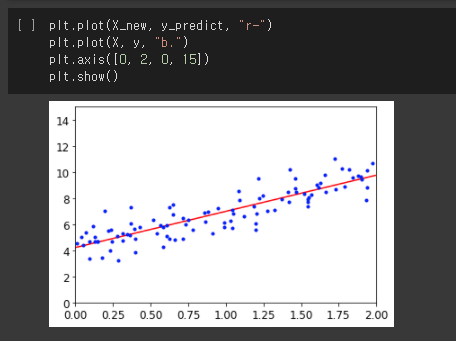 [ ] plt.plot(X_new, y_predict, "r-")
plt.plot(X, y, "b.")
plt.axis([0, 2, 0, 15])
plt.show()
14
12
10
8
6
4
2
0
0.00 0.25 0.50 0.75 1.00 1.25 1.50 1.75 2.00